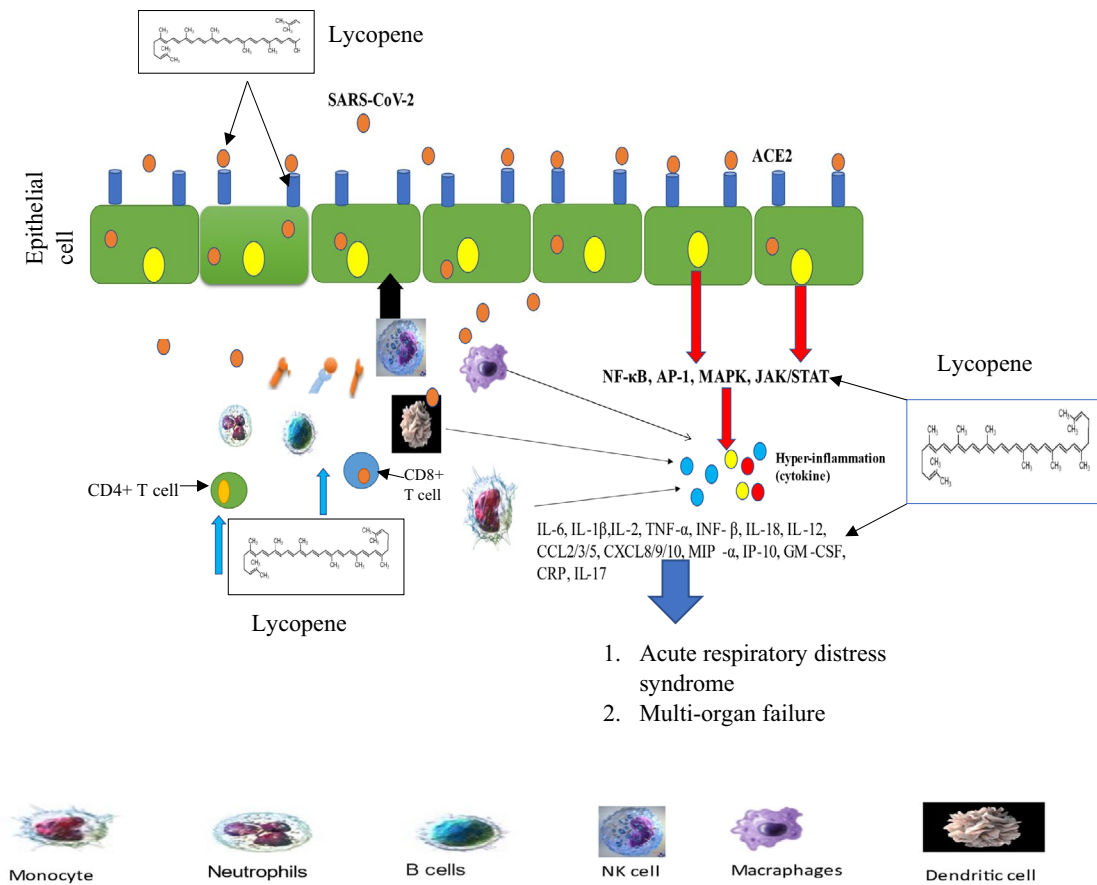 Lycopene
SARS-CoV-2
ACE2
Epithelial
cell
NF-κB, AP-1, MAPK, JAK/STAT
Lycopene
Hyper-inflammation
(cytokine)
CD4+ T cell
CD8+
T cell
IL-6, IL-1β,IL-2, TNF-α, INF- β, IL-18, IL-12,
CCL2/3/5, CXCL8/9/10, MIP -α, IP-10, GM -CSF,
CRP, IL-17
Lycopene
1. Acute respiratory distress
syndrome
2. Multi-organ failure
Monocyte
Neutrophils
B cells
NK cell
Macraphages
Dendritic cell